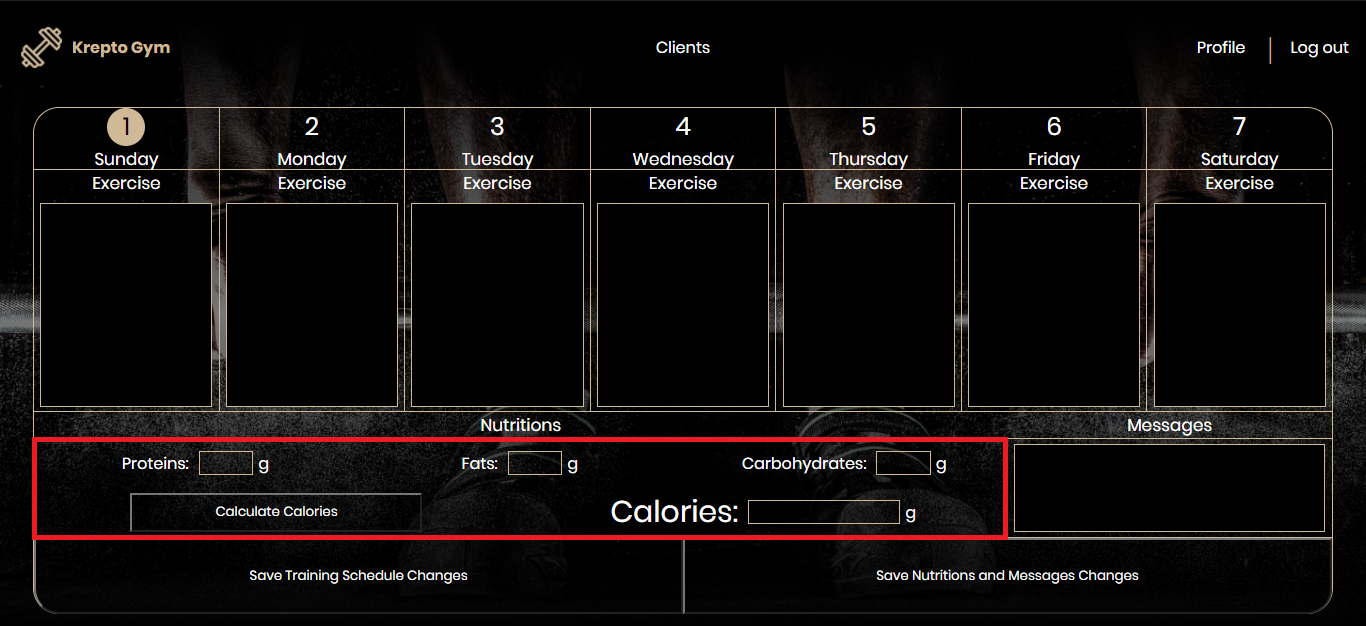 Krepto Gym
Clients
Profile
Log out
1 2 3 4 5 6 7
Sunday Monday Tuesday Wednesday Thursday Friday Saturday
Exercise Exercise Exercise Exercise Exercise Exercise Exercise
Nutritions
Messages
Proteins: g Fats: g Carbohydrates: g
Calculate Calories
Calories: g
Save Training Schedule Changes
Save Nutritions and Messages Changes